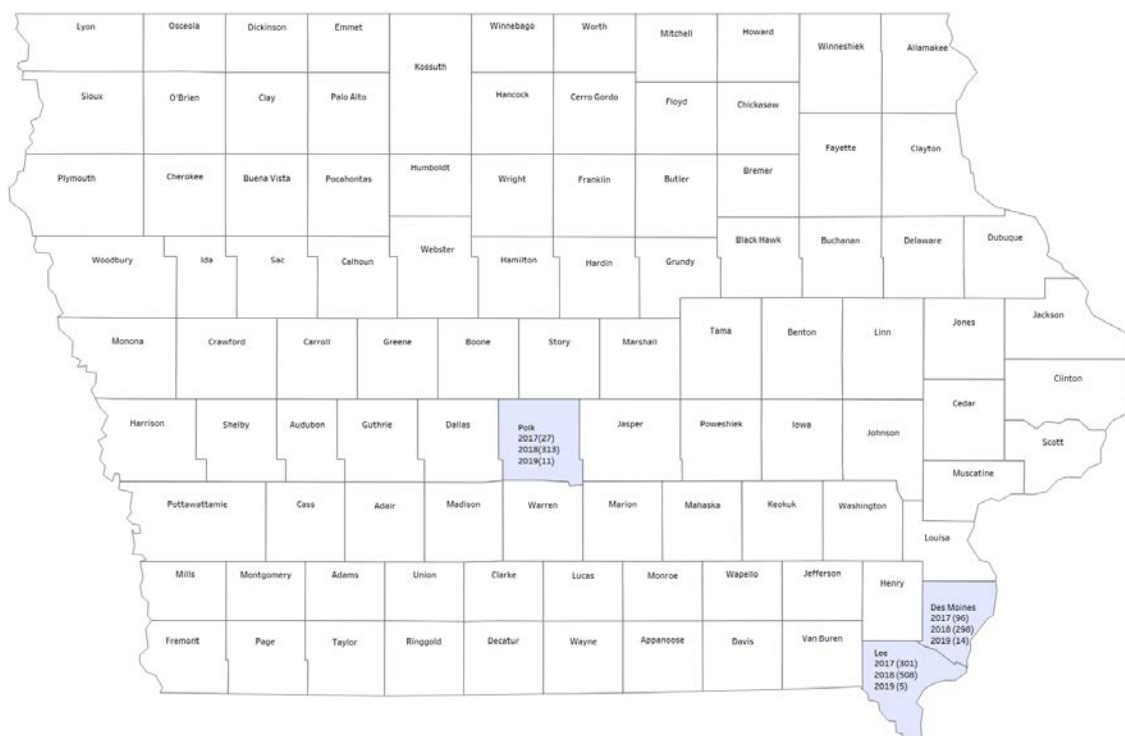 Lyon
Osceola
Dickinson
Emmet
Kossuth
Winnebago
Worth
Mitchell
Howard
Winneshiek
Allamakee
Sioux
O'Brien
Clay
Palo Alto
Hancock
Cerro Gordo
Floyd
Chickasaw
Fayette
Clayton
Plymouth
Cherokee
Buena Vista
Pocahontas
Humboldt
Wright
Franklin
Butler
Bremer
Woodbury
Ida
Sac
Calhoun
Webster
Hamilton
Hardin
Grundy
Black Hawk
Buchanan
Delaware
Dubuque
Monona
Crawford
Carroll
Greene
Boone
Story
Marshall
Tama
Benton
Linn
Jones
Jackson
Clinton
Harrison
Shelby
Audubon
Guthrie
Dallas
Polk
2017(27)
2018(313)
2019(11)
Jasper
Poweshiek
Iowa
Johnson
Cedar
Scott
Muscatine
Pottawattamie
Cass
Adair
Madison
Warren
Marion
Mahaska
Keokuk
Washington
Louisa
Mills
Montgomery
Adams
Union
Clarke
Lucas
Monroe
Wapello
Jefferson
Henry
Des Moines
2017 (96)
2018 (298)
2019 (14)
Fremont
Page
Taylor
Ringgold
Decatur
Wayne
Appanoose
Davis
Van Buren
Lee
2017 (301)
2018 (508)
2019 (5)